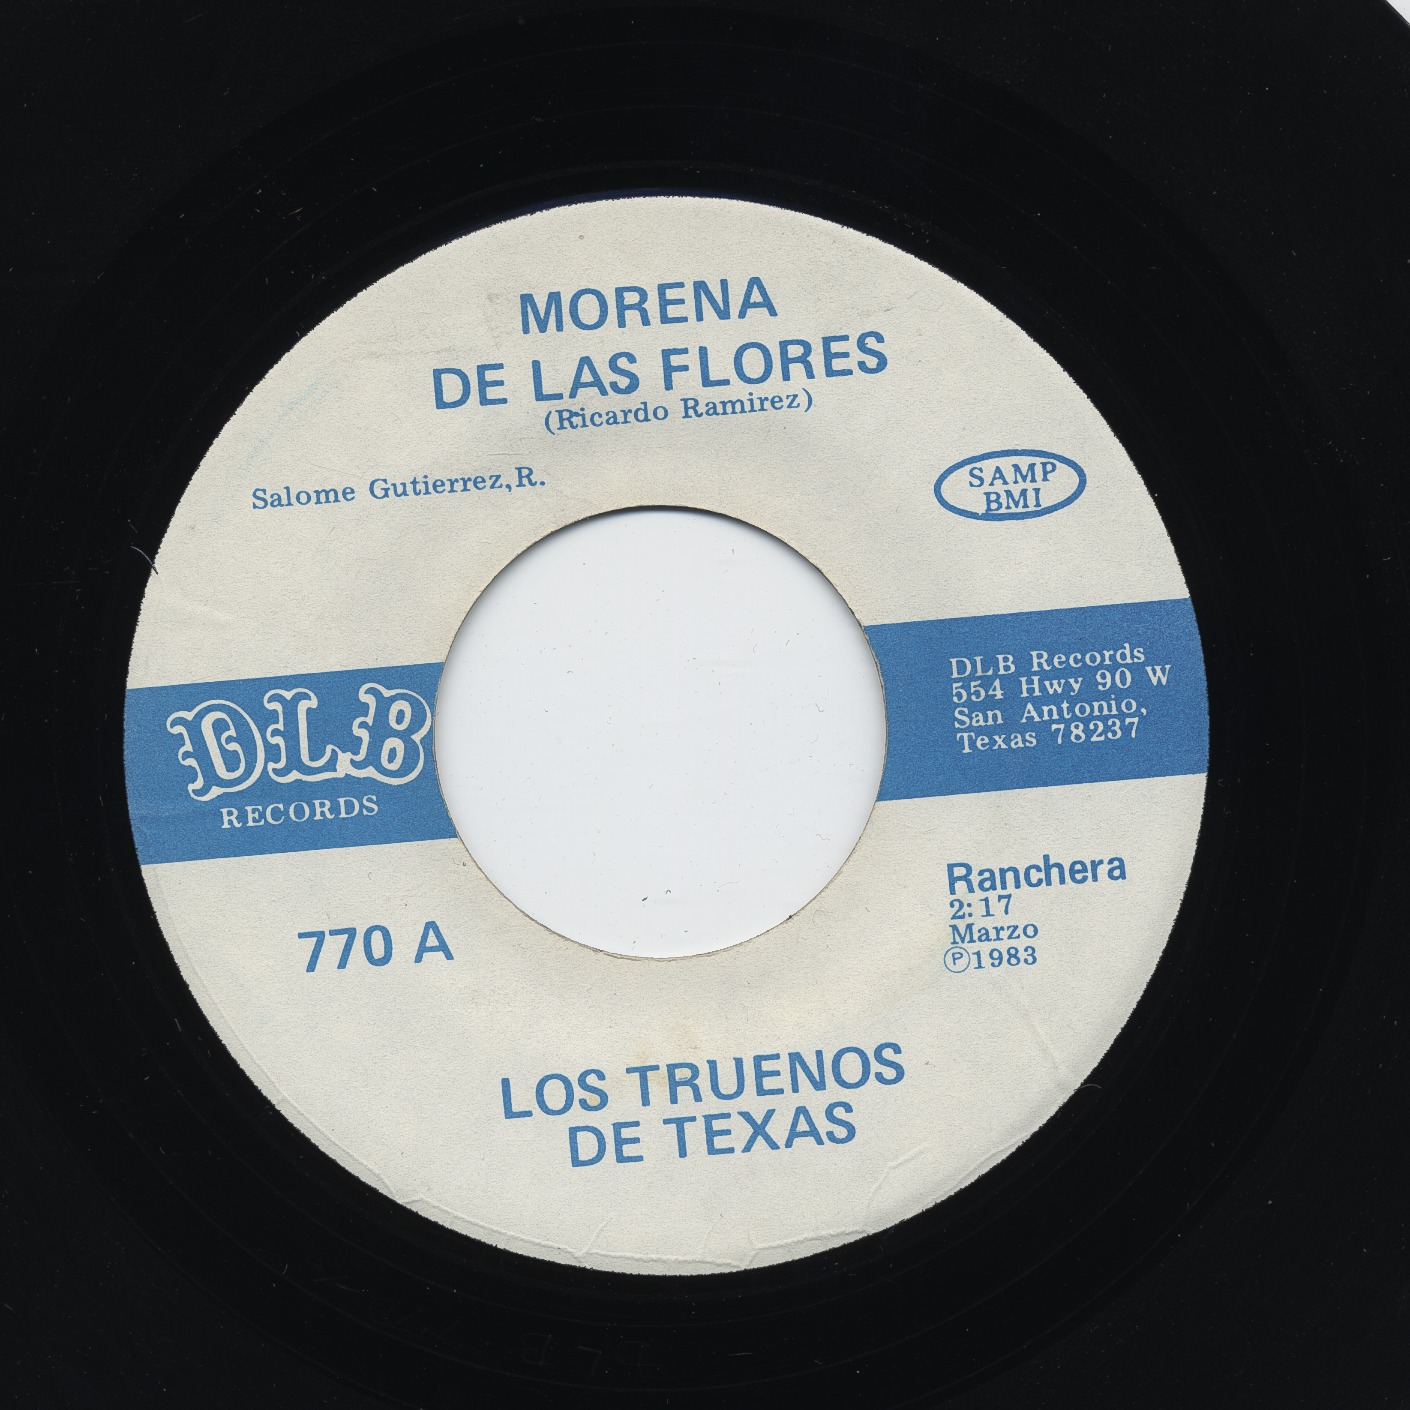 MORENA
DE LAS FLORES
(Ricardo Ramirez)
Salome Gutierrez,R.
SAMP
BMI
DLB
RECORDS
DLB Records
554 Hwy 90 W
San Antonio,
Texas 78237
770 A
Ranchera
2:17
Marzo
Ⓟ1983
LOS TRUENOS
DE TEXAS